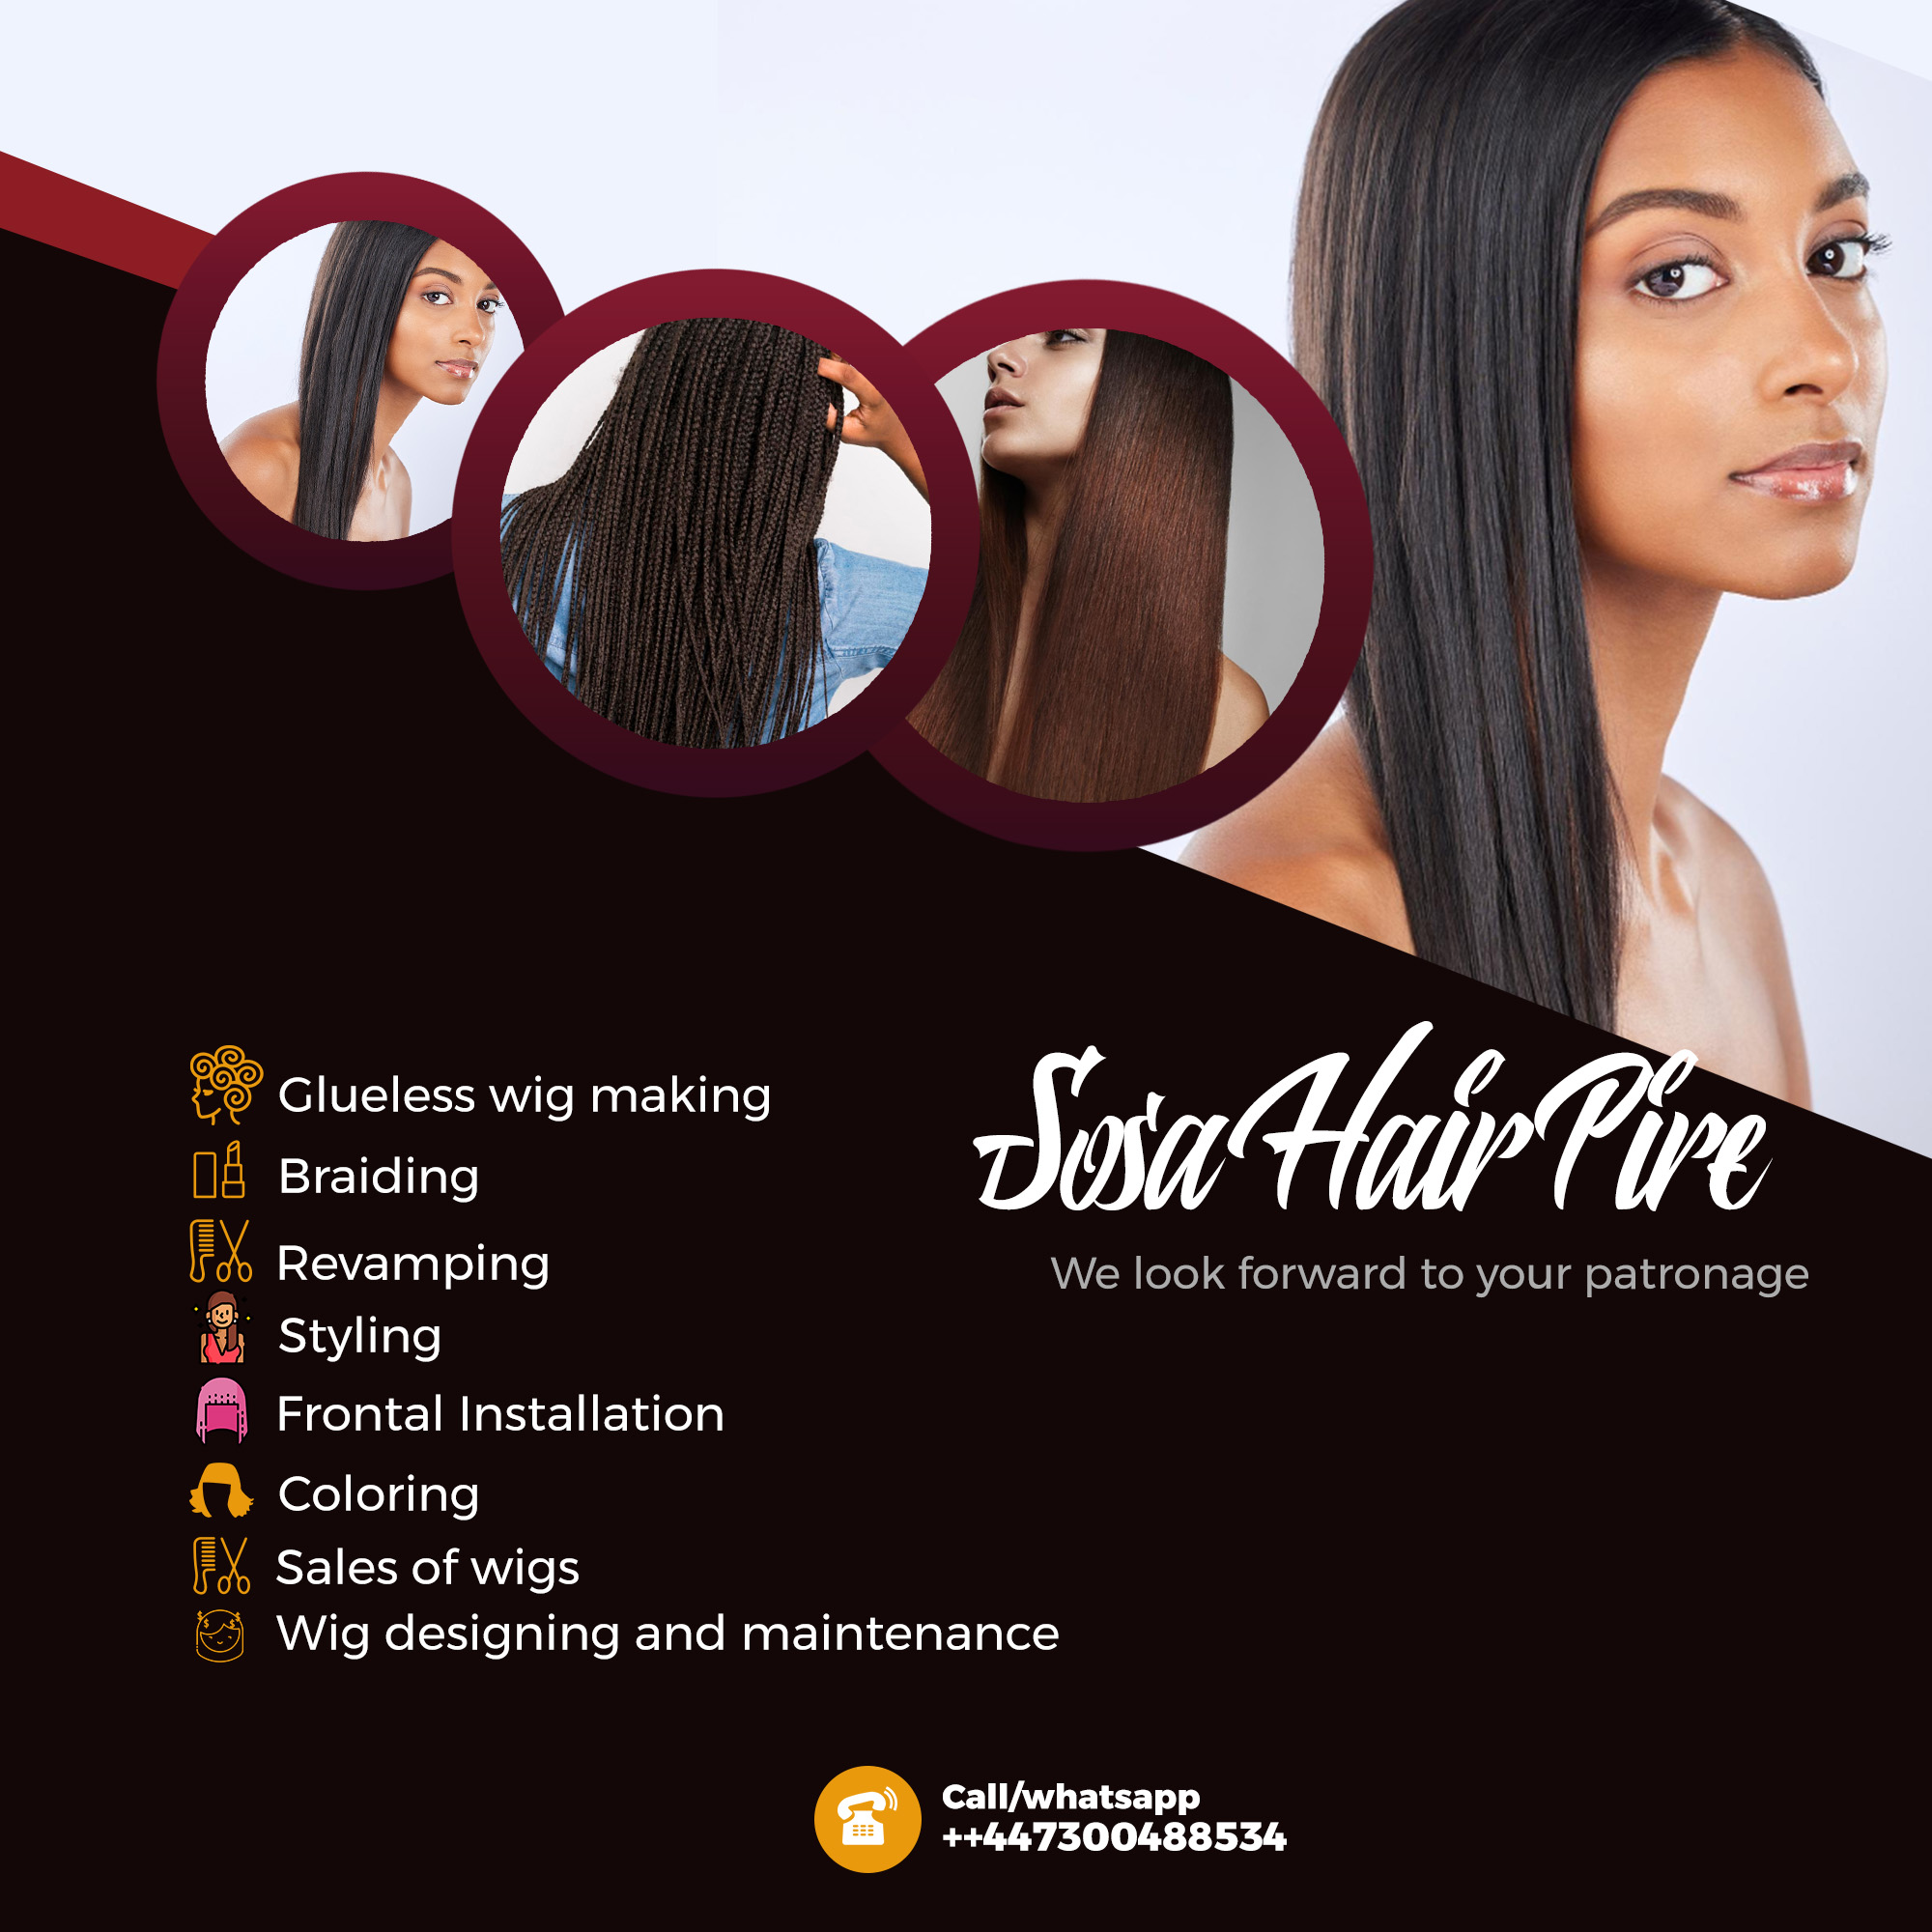 Glueless wig making
Braiding
Revamping
Styling
Frontal Installation
Coloring
Sales of wigs
Wig designing and maintenance
Sosa Hair Pire
We look forward to your patronage
Call/whatsapp
++447300488534